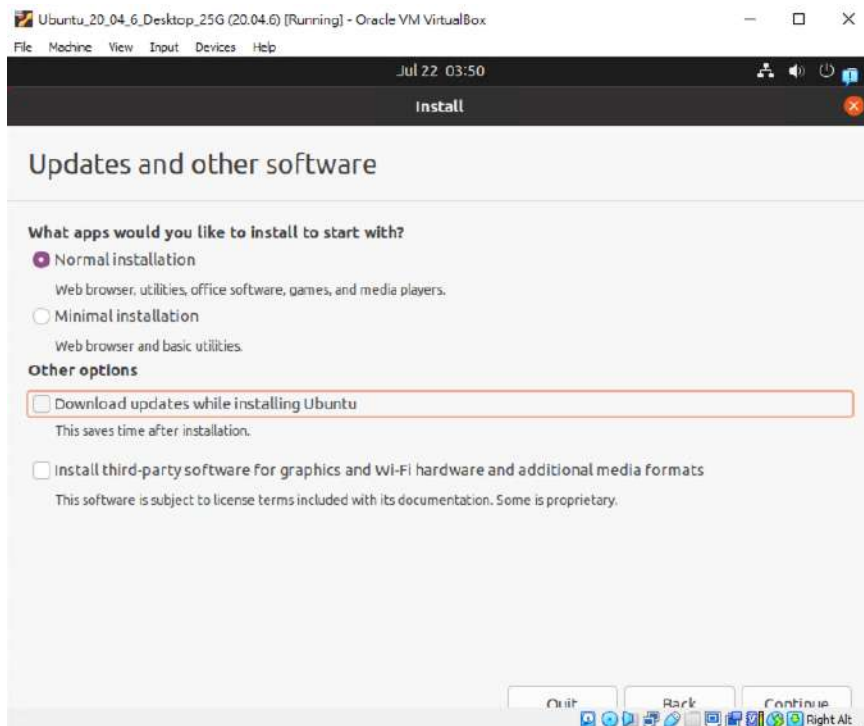 Ubuntu_20_04_6_Desktop_25G (20.04.6) [Running] - Oracle VM VirtualBox
File Machine View Input Devices Help
Jul 22 03:50
Install
Updates and other software
What apps would you like to install to start with?
Normal installation
Web browser, utilities, office software, games, and media players.
Minimal installation
Web browser and basic utilities.
Other options
Download updates while installing Ubuntu
This saves time after installation.
Install third-party software for graphics and Wi-Fi hardware and additional media formats
This software is subject to license terms included with its documentation. Some is proprietary.
Quit Back Continue
Right Alt